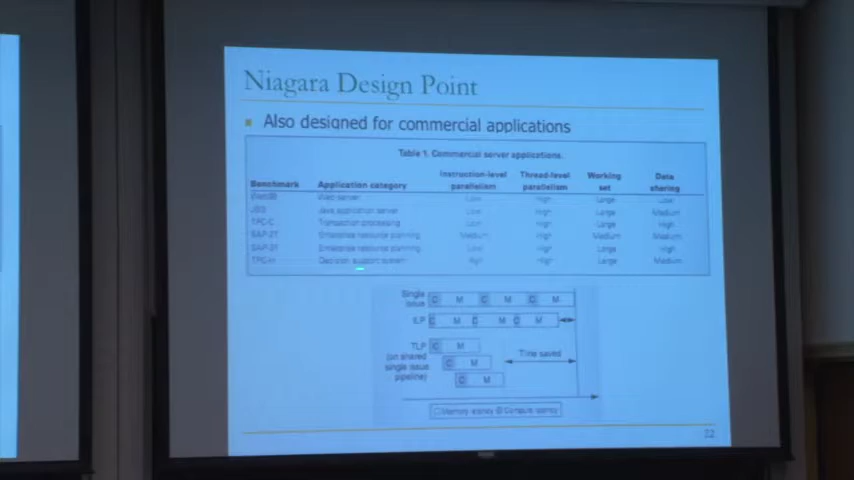 Niagara Design Point
Also designed for commercial applications
Table 1. Commercial server applications.
Benchmark Application category Instruction-level parallelism Thread-level parallelism Working set Data sharing
Web99 Web server Low High Large Low
JBB Java application server Low High Large Medium
TPC-C Transaction processing Low High Large High
SAP-2T Enterprise resource planning Medium High Medium Medium
SAP-3T Enterprise resource planning Low High Large High
TPC-H Decision support system High High Large Medium
Single issue C M C M C M
ILP C M C M C M
TLP (on shared single issue pipeline) C M
C M
C M
Time saved
Memory latency Compute latency
22